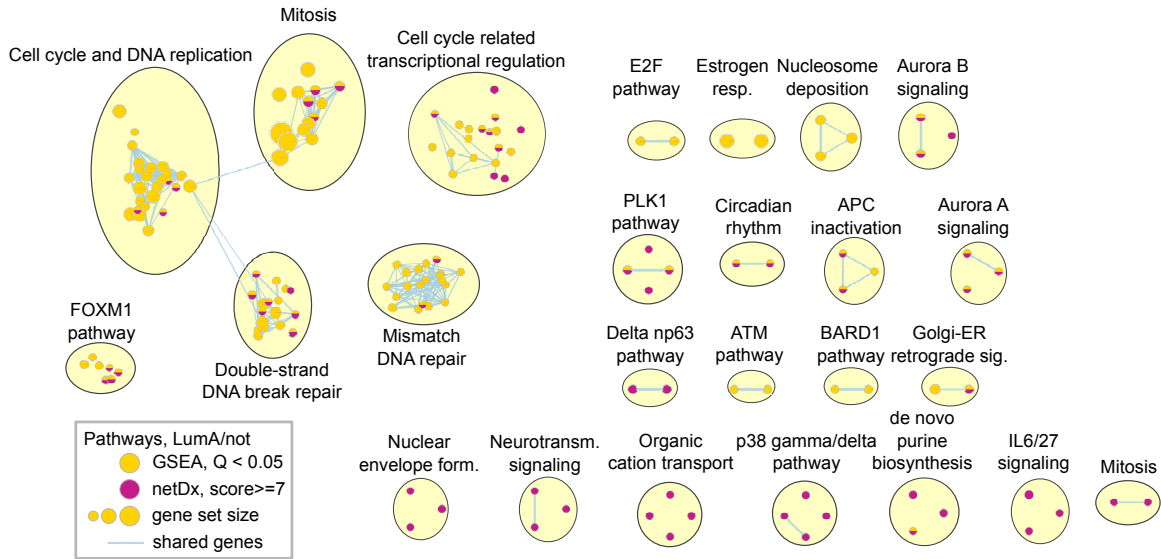 Mitosis
Cell cycle and DNA replication
Cell cycle related
transcriptional regulation
E2F
pathway
Estrogen
resp.
Nucleosome
deposition
Aurora B
signaling
PLK1
pathway
Circadian
rhythm
APC
inactivation
Aurora A
signaling
FOXM1
pathway
Double-strand
DNA break repair
Mismatch
DNA repair
Delta np63
pathway
ATM
pathway
BARD1
pathway
Golgi-ER
retrograde sig.
Pathways, LumA/not
GSEA, Q < 0.05
netDx, score>=7
gene set size
shared genes
Nuclear
envelope form.
Neurotransm.
signaling
Organic
cation transport
p38 gamma/delta
pathway
de novo
purine
biosynthesis
IL6/27
signaling
Mitosis